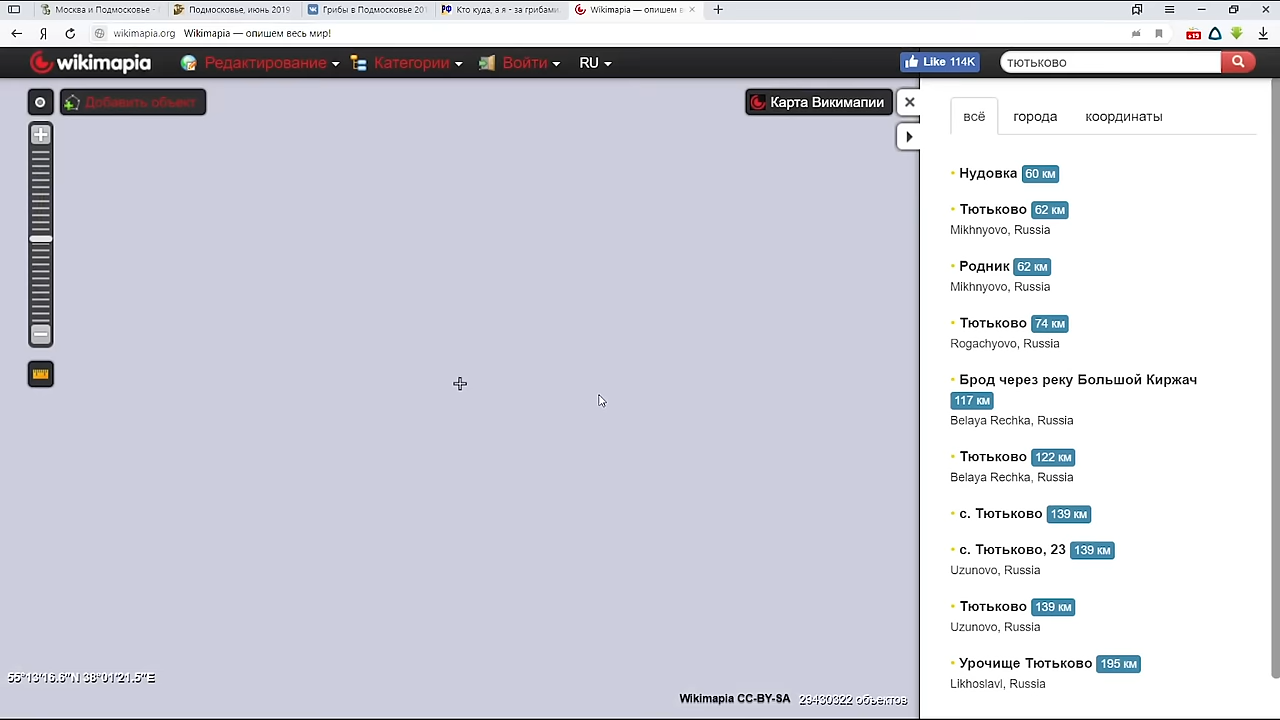 Москва и Подмосковье -
Подмосковье, июнь 2019
Грибы в Подмосковье 201
Кто куда, а я - за грибами
Wikimapia — опишем в
wikimapia.org Wikimapia — опишем весь мир!
+15
wikimapia
Редактирование
Категории
Войти
RU
Like 114K
тютьково
Добавить объект
Карта Викимапии
всё
города
координаты
Нудовка 60 км
Тютьково 62 км
Mikhnyovo, Russia
Родник 62 км
Mikhnyovo, Russia
Тютьково 74 км
Rogachyovo, Russia
Брод через реку Большой Киржач
117 км
Belaya Rechka, Russia
Тютьково 122 км
Belaya Rechka, Russia
с. Тютьково 139 км
с. Тютьково, 23 139 км
Uzunovo, Russia
Тютьково 139 км
Uzunovo, Russia
Урочище Тютьково 195 км
Likhoslavl, Russia
55°13'16.6"N 38°01'21.5"E
Wikimapia CC-BY-SA 29430322 объектов